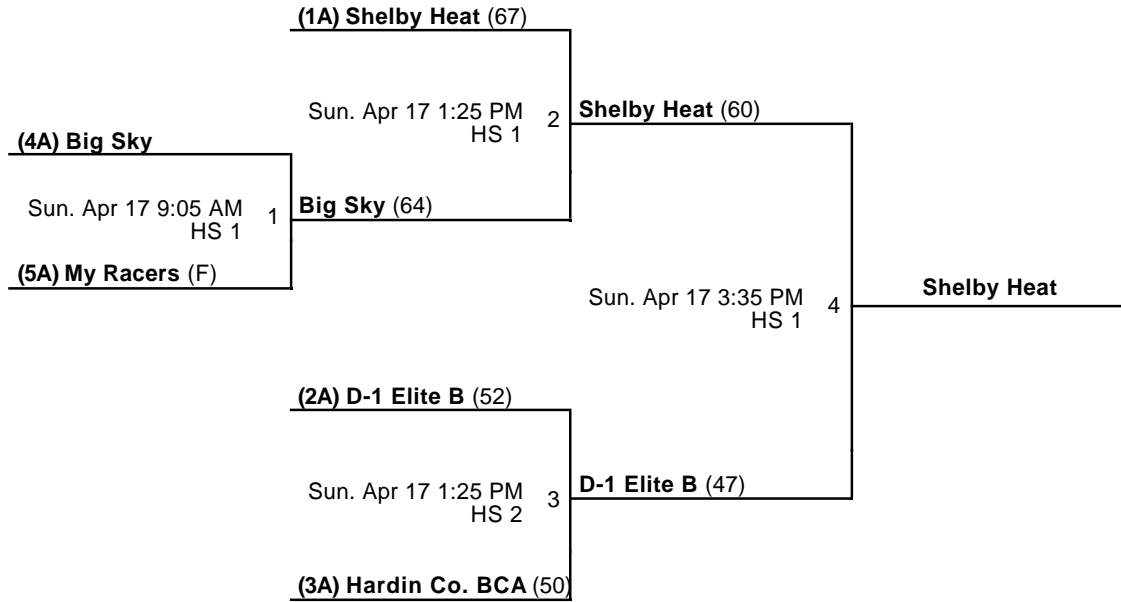 (1A) Shelby Heat (67)
Sun. Apr 17 1:25 PM 2
HS 1
Shelby Heat (60)
(4A) Big Sky
Sun. Apr 17 9:05 AM 1
HS 1
Big Sky (64)
(5A) My Racers (F)
Sun. Apr 17 3:35 PM 4
HS 1
Shelby Heat
(2A) D-1 Elite B (52)
Sun. Apr 17 1:25 PM 3
HS 2
D-1 Elite B (47)
(3A) Hardin Co. BCA (50)